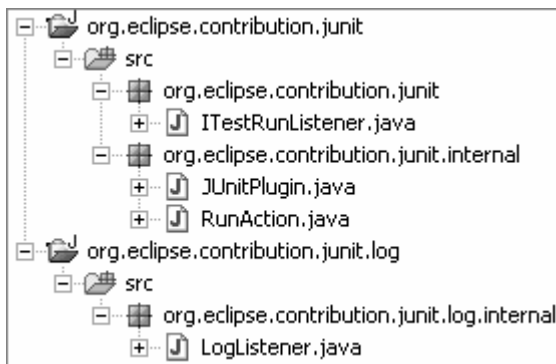 org.eclipse.contribution.junit
src
org.eclipse.contribution.junit
ITestRunListener.java
org.eclipse.contribution.junit.internal
JUnitPlugin.java
RunAction.java
org.eclipse.contribution.junit.log
src
org.eclipse.contribution.junit.log.internal
LogListener.java